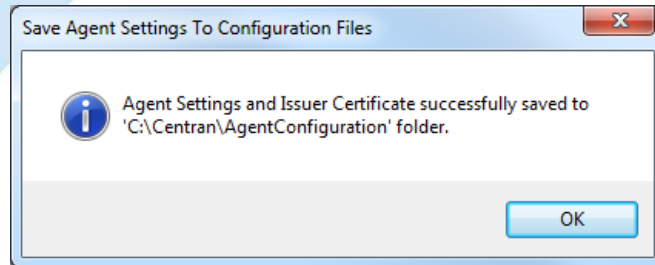 Save Agent Settings To Configuration Files
Agent Settings and Issuer Certificate successfully saved to
'C:\Centran\AgentConfiguration' folder.
OK